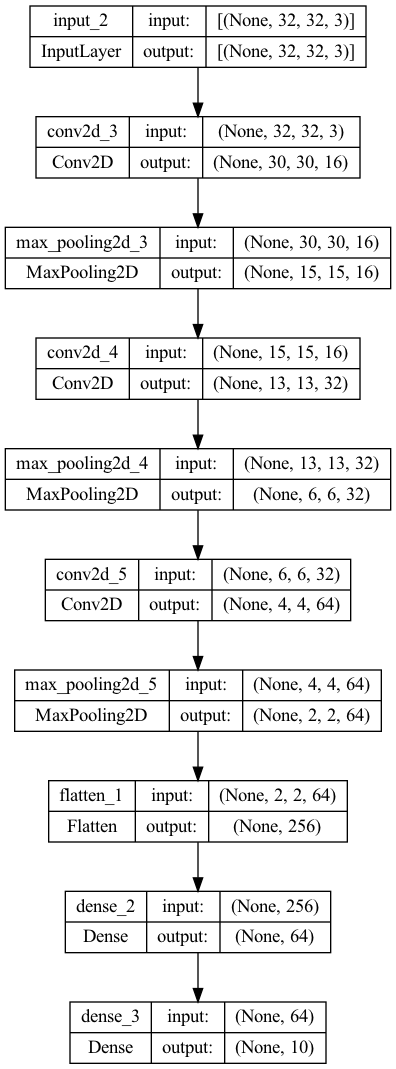 input_2 input: [(None, 32, 32, 3)]
InputLayer output: [(None, 32, 32, 3)]
conv2d_3 input: (None, 32, 32, 3)
Conv2D output: (None, 30, 30, 16)
max_pooling2d_3 input: (None, 30, 30, 16)
MaxPooling2D output: (None, 15, 15, 16)
conv2d_4 input: (None, 15, 15, 16)
Conv2D output: (None, 13, 13, 32)
max_pooling2d_4 input: (None, 13, 13, 32)
MaxPooling2D output: (None, 6, 6, 32)
conv2d_5 input: (None, 6, 6, 32)
Conv2D output: (None, 4, 4, 64)
max_pooling2d_5 input: (None, 4, 4, 64)
MaxPooling2D output: (None, 2, 2, 64)
flatten_1 input: (None, 2, 2, 64)
Flatten output: (None, 256)
dense_2 input: (None, 256)
Dense output: (None, 64)
dense_3 input: (None, 64)
Dense output: (None, 10)